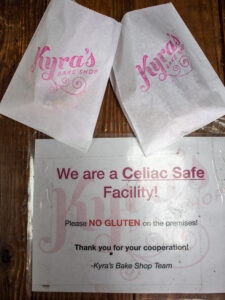 Kyra's
BAKE SHOP
Kyra's
BAKE SHOP
We are a Celiac Safe
Facility!
Please NO GLUTEN on the premises!
Thank you for your cooperation!
-Kyra's Bake Shop Team